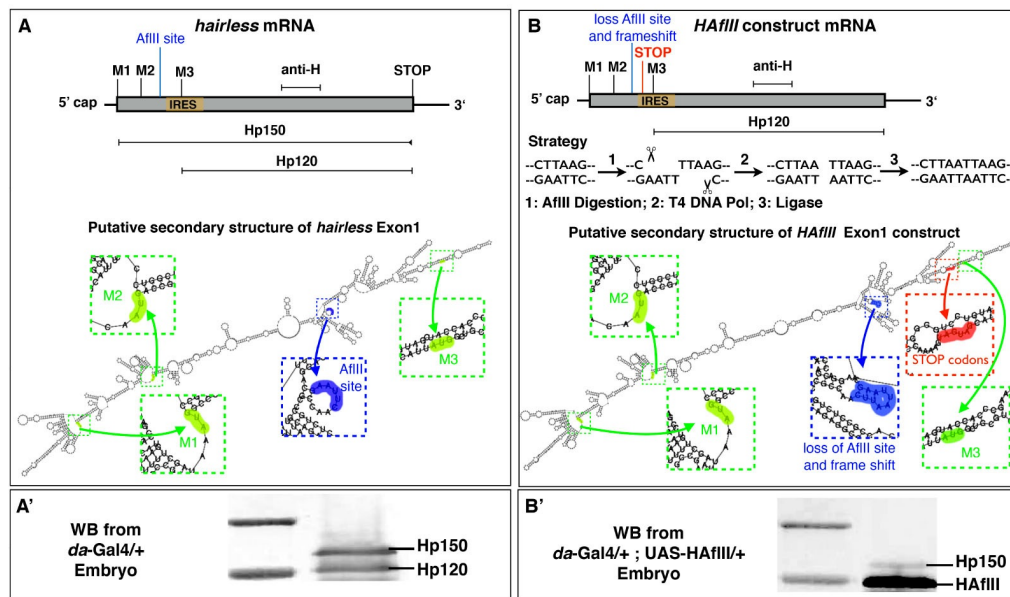 A
hairless mRNA
AflII site
M1 M2 M3 anti-H STOP
5' cap IRES 3'
Hp150
Hp120
Putative secondary structure of hairless Exon1
M2
M3
AflII site
M1
A'
WB from
da-Gal4/+
Embryo
Hp150
Hp120
B
HAflII construct mRNA
loss AflII site
and frameshift
STOP
M1 M2 M3 anti-H
5' cap IRES 3'
Hp120
Strategy
1 2 3
--CTTAAG-- --C TTAAG-- --CTTAA TTAAG-- --CTTAATTAAG--
--GAATTC-- --GAATT C-- --GAATT AATTC-- --GAATTAATTC--
1: AflII Digestion; 2: T4 DNA Pol; 3: Ligase
Putative secondary structure of HAflII Exon1 construct
M2
STOP codons
M1
M3
loss of AflII site
and frame shift
B'
WB from
da-Gal4/+ ; UAS-HAflII/+
Embryo
Hp150
HAflII